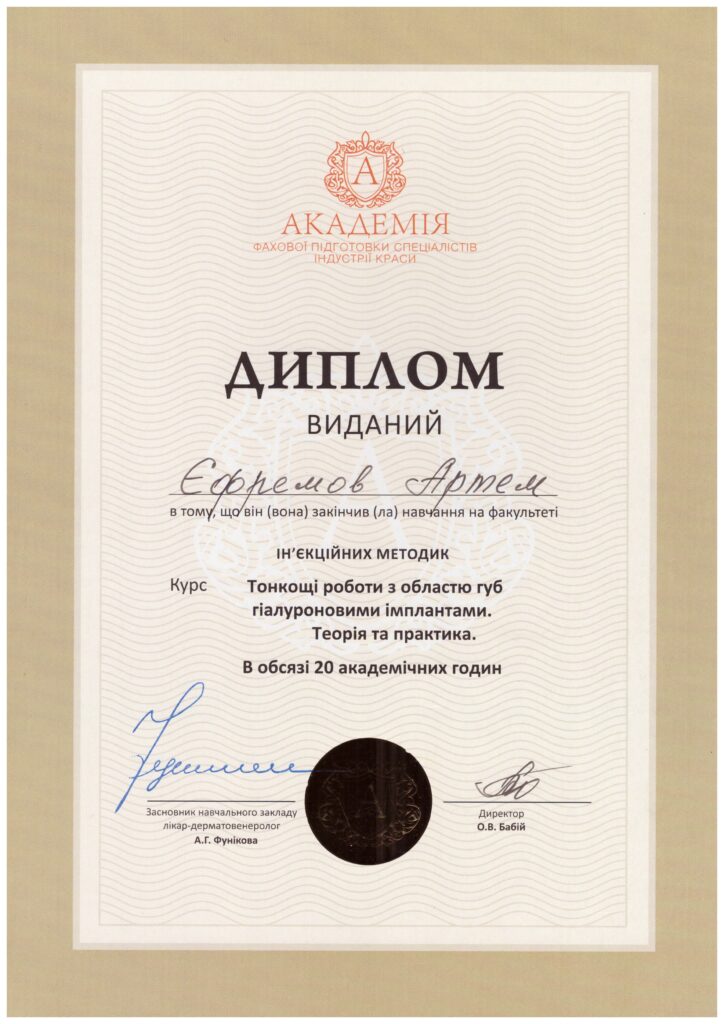 А
АКАДЕМІЯ
ФАХОВОЇ ПІДГОТОВКИ СПЕЦІАЛІСТІВ
ІНДУСТРІЇ КРАСИ
ДИПЛОМ
ВИДАНИЙ
Єфремов Артем
в тому, що він (вона) закінчив (ла) навчання на факультеті
ІН’ЄКЦІЙНИХ МЕТОДИК
Курс Тонкощі роботи з областю губ
гіалуроновими імплантами.
Теорія та практика.
В обсязі 20 академічних годин
Засновник навчального закладу
лікар-дерматовенеролог
А.Г. Фунікова
Директор
О.В. Бабій